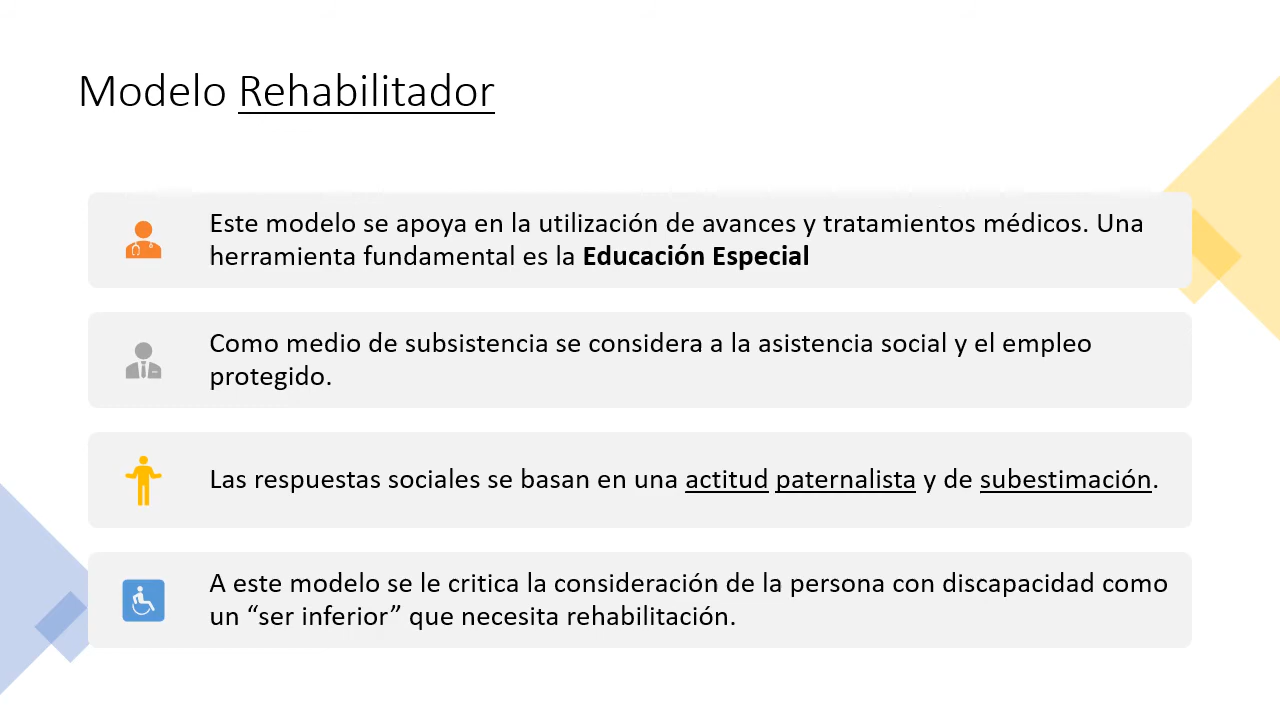 Modelo Rehabilitador
Este modelo se apoya en la utilización de avances y tratamientos médicos. Una
herramienta fundamental es la Educación Especial
Como medio de subsistencia se considera a la asistencia social y el empleo
protegido.
Las respuestas sociales se basan en una actitud paternalista y de subestimación.
A este modelo se le critica la consideración de la persona con discapacidad como
un “ser inferior” que necesita rehabilitación.